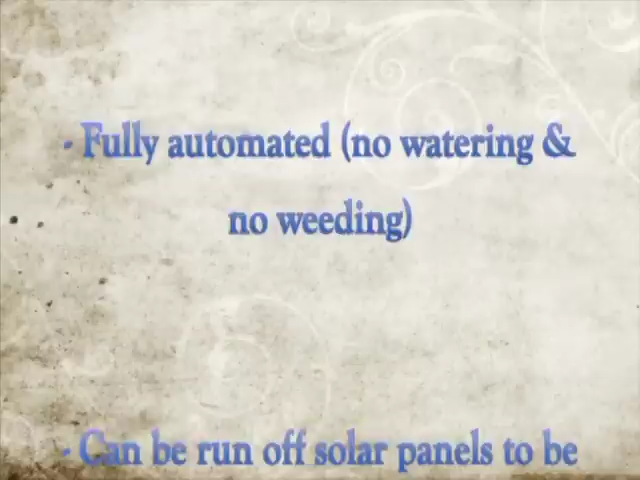 - Fully automated (no watering &
no weeding)
- Can be run off solar panels to be